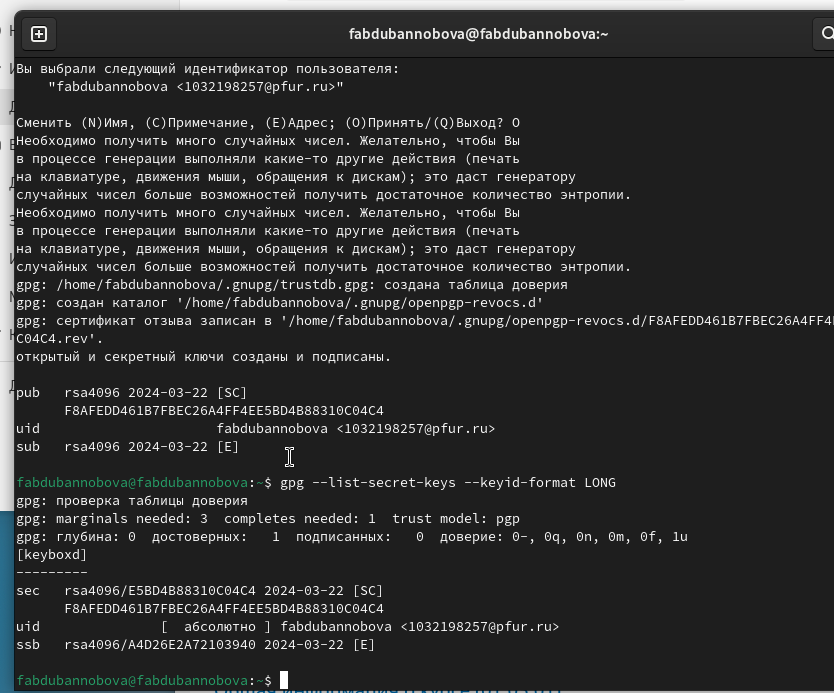 fabdubannobova@fabdubannobova:~
Вы выбрали следующий идентификатор пользователя:
"fabdubannobova <1032198257@pfur.ru>"
Сменить (N)Имя, (C)Примечание, (E)Адрес; (O)Принять/(Q)Выход? O
Необходимо получить много случайных чисел. Желательно, чтобы Вы
в процессе генерации выполняли какие-то другие действия (печать
на клавиатуре, движения мыши, обращения к дискам); это даст генератору
случайных чисел больше возможностей получить достаточное количество энтропии.
Необходимо получить много случайных чисел. Желательно, чтобы Вы
в процессе генерации выполняли какие-то другие действия (печать
на клавиатуре, движения мыши, обращения к дискам); это даст генератору
случайных чисел больше возможностей получить достаточное количество энтропии.
gpg: /home/fabdubannobova/.gnupg/trustdb.gpg: создана таблица доверия
gpg: создан каталог '/home/fabdubannobova/.gnupg/openpgp-revocs.d'
gpg: сертификат отзыва записан в '/home/fabdubannobova/.gnupg/openpgp-revocs.d/F8AFEDD461B7FBEC26A4FF4
C04C4.rev'.
открытый и секретный ключи созданы и подписаны.
pub   rsa4096 2024-03-22 [SC]
F8AFEDD461B7FBEC26A4FF4EE5BD4B88310C04C4
uid                      fabdubannobova <1032198257@pfur.ru>
sub   rsa4096 2024-03-22 [E]
fabdubannobova@fabdubannobova:~$ gpg --list-secret-keys --keyid-format LONG
gpg: проверка таблицы доверия
gpg: marginals needed: 3  completes needed: 1  trust model: pgp
gpg: глубина: 0  достоверных:   1  подписанных:   0  доверие: 0-, 0q, 0n, 0m, 0f, 1u
[keyboxd]
---------
sec   rsa4096/E5BD4B88310C04C4 2024-03-22 [SC]
F8AFEDD461B7FBEC26A4FF4EE5BD4B88310C04C4
uid               [  абсолютно ] fabdubannobova <1032198257@pfur.ru>
ssb   rsa4096/A4D26E2A72103940 2024-03-22 [E]
fabdubannobova@fabdubannobova:~$